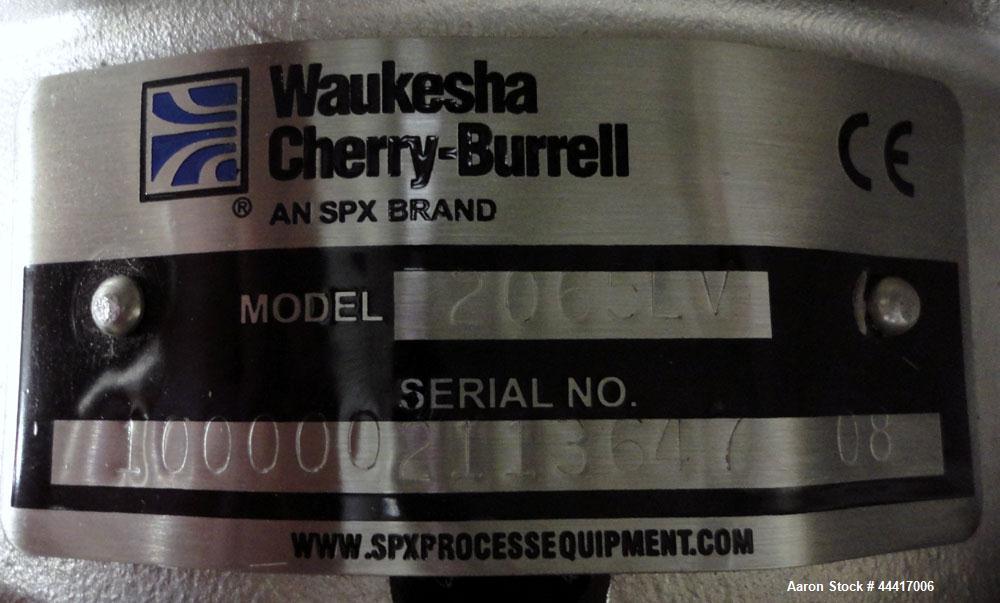 Waukesha
Cherry-Burrell
® AN SPX BRAND
CE
MODEL 2065LV
SERIAL NO.
1000002113647 08
WWW.SPXPROCESSEQUIPMENT.COM
Aaron Stock # 44417006